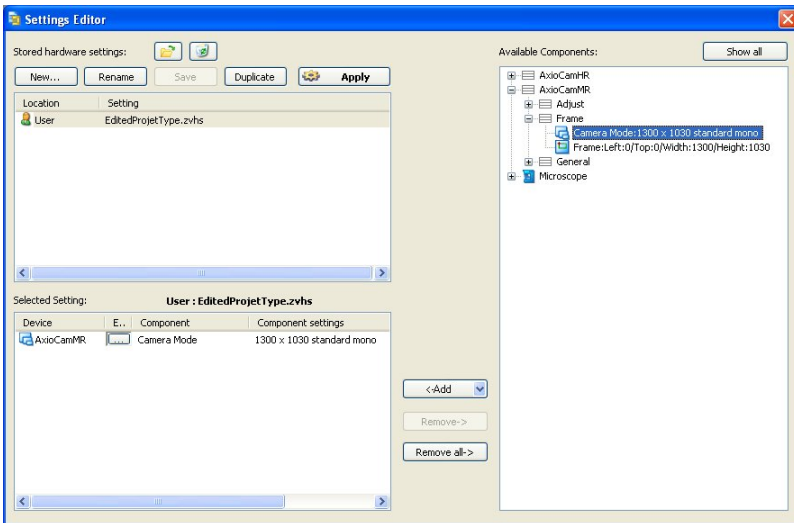 Settings Editor
Stored hardware settings:
New... Rename Save Duplicate Apply
Location Setting
User EditedProjetType.zvhs
Selected Setting: User : EditedProjetType.zvhs
Device E.. Component Component settings
AxioCamMR ... Camera Mode 1300 x 1030 standard mono
<-Add
Remove->
Remove all->
Available Components: Show all
AxioCamHR
AxioCamMR
Adjust
Frame
Camera Mode:1300 x 1030 standard mono
Frame:Left:0/Top:0/Width:1300/Height:1030
General
Microscope